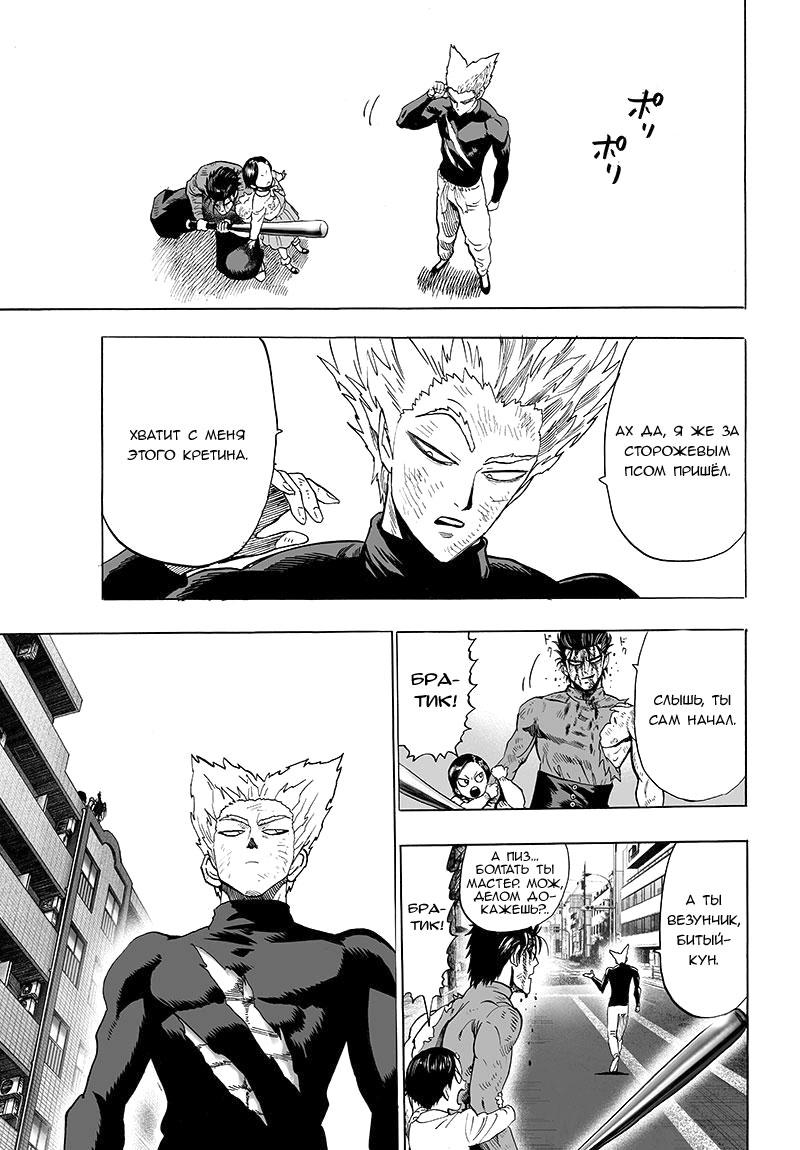 ポリ
ポリ
АХ ДА, Я ЖЕ ЗА
СТОРОЖЕВЫМ
ПСОМ ПРИШЁЛ.
ХВАТИТ С МЕНЯ
ЭТОГО КРЕТИНА.
СЛЫШЬ, ТЫ
САМ НАЧАЛ.
БРА-
ТИК!
А ТЫ
ВЕЗУНЧИК,
БИТЫЙ-
КУН.
А ПИЗ...
БОЛТАТЬ ТЫ
МАСТЕР. МОЖ,
ДЕЛОМ ДО-
КАЖЕШЬ?..
БРА-
ТИК!